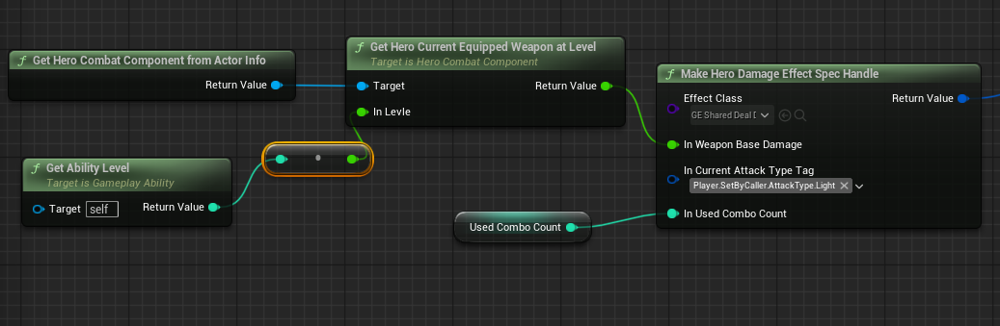 Get Hero Combat Component from Actor Info
Return Value
Get Hero Current Equipped Weapon at Level
Target is Hero Combat Component
Target
Return Value
In Levle
Get Ability Level
Target is Gameplay Ability
Target
self
Return Value
Used Combo Count
Make Hero Damage Effect Spec Handle
Effect Class
Return Value
GE Shared Deal
In Weapon Base Damage
In Current Attack Type Tag
Player.SetByCaller.AttackType.Light
In Used Combo Count